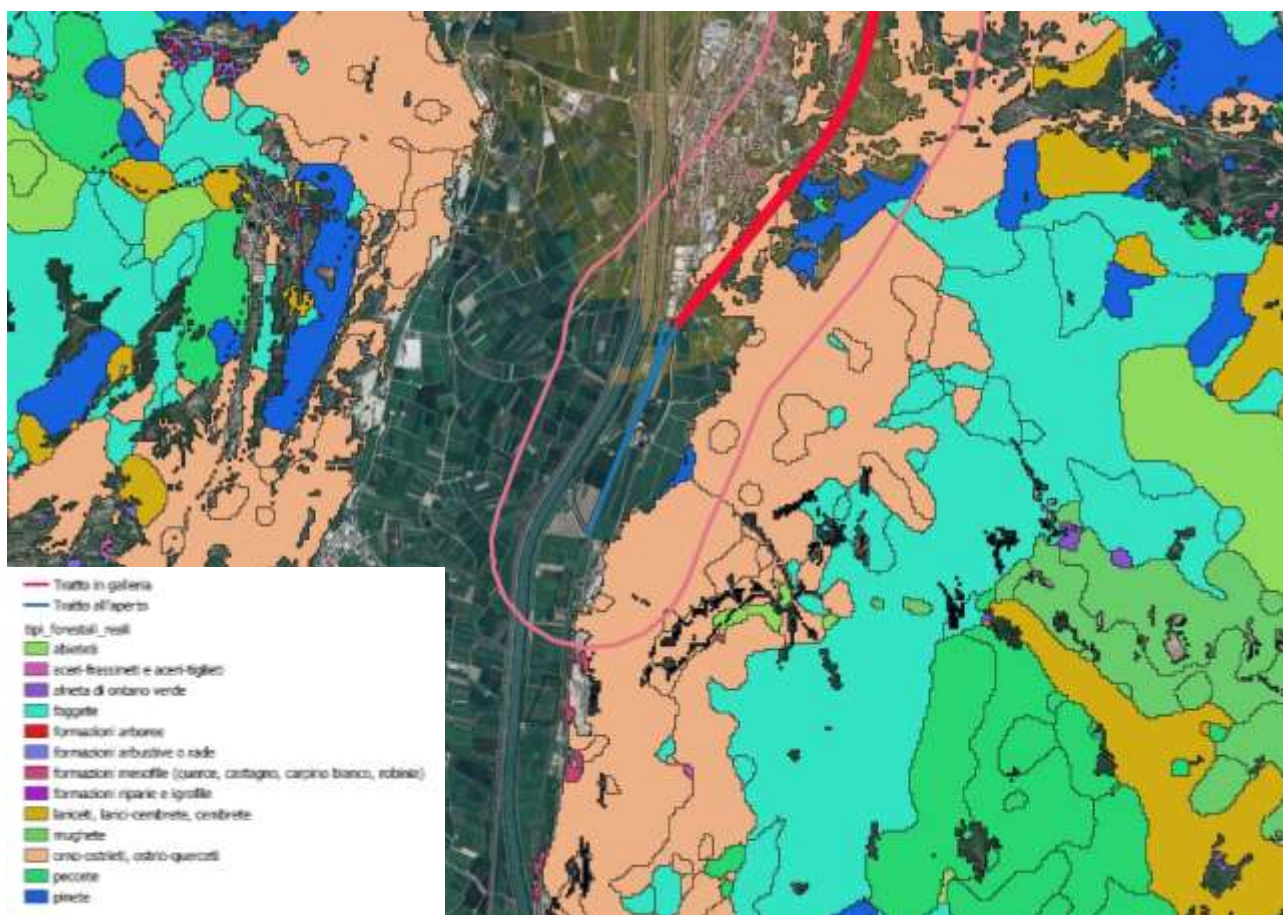 Tratto in galleria
Tratto all'aperto
tipi_forestali_reali
abieteti
aceri-frassineti e aceri-tiglieti
alneta di ontano verde
faggete
formazioni arboree
formazioni arbustive o rade
formazioni mesofile (querce, castagno, carpino bianco, robinia)
formazioni riparie e igrofile
lariceti, larici-cembrete, cembrete
mughete
orno-ostrieti, ostrio-querceti
peccete
pinete